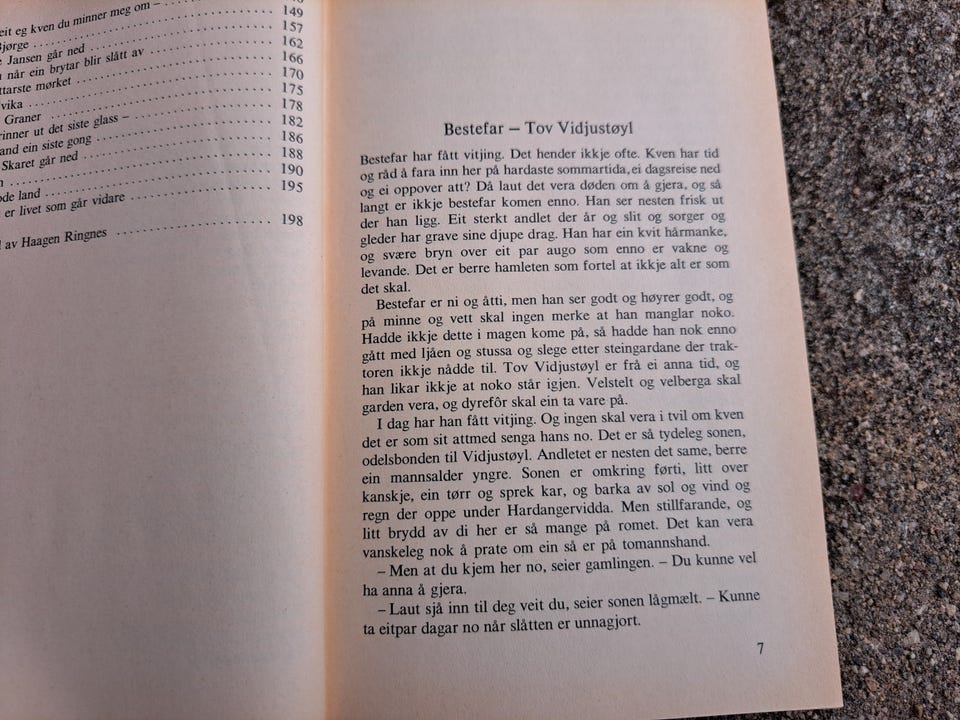 eit eg kven du minner meg om –
149
Bjørge
157
Jansen går ned
162
når ein brytar blir slått av
166
ttarste mørket
170
vika
175
Graner
178
rinner ut det siste glass –
182
and ein siste gong
186
Skaret går ned
188
190
ode land
195
er livet som går vidare
198
av Haagen Ringnes
Bestefar – Tov Vidjustøyl
Bestefar har fått vitjing. Det hender ikkje ofte. Kven har tid
og råd å fara inn her på hardaste sommartida, ei dagsreise ned
og ei oppover att? Då laut det vera døden om å gjera, og så
langt er ikkje bestefar komen enno. Han ser nesten frisk ut
der han ligg. Eit sterkt andlet der år og slit og sorger og
gleder har grave sine djupe drag. Han har ein kvit hårmanke,
og svære bryn over eit par augo som enno er vakne og
levande. Det er berre hamleten som fortel at ikkje alt er som
det skal.
Bestefar er ni og åtti, men han ser godt og høyrer godt, og
på minne og vett skal ingen merke at han manglar noko.
Hadde ikkje dette i magen kome på, så hadde han nok enno
gått med ljåen og stussa og slege etter steingardane der trak-
toren ikkje nådde til. Tov Vidjustøyl er frå ei anna tid, og
han likar ikkje at noko står igjen. Velstelt og velberga skal
garden vera, og dyrefôr skal ein ta vare på.
I dag har han fått vitjing. Og ingen skal vera i tvil om kven
det er som sit attmed senga hans no. Det er så tydeleg sonen,
odelsbonden til Vidjustøyl. Andletet er nesten det same, berre
ein mannsalder yngre. Sonen er omkring førti, litt over
kanskje, ein tørr og sprek kar, og barka av sol og vind og
regn der oppe under Hardangervidda. Men stillfarande, og
litt brydd av di her er så mange på romet. Det kan vera
vanskeleg nok å prate om ein så er på tomannshand.
– Men at du kjem her no, seier gamlingen. – Du kunne vel
ha anna å gjera.
– Laut sjå inn til deg veit du, seier sonen lågmælt. – Kunne
ta eitpar dagar no når slåtten er unnagjort.
7